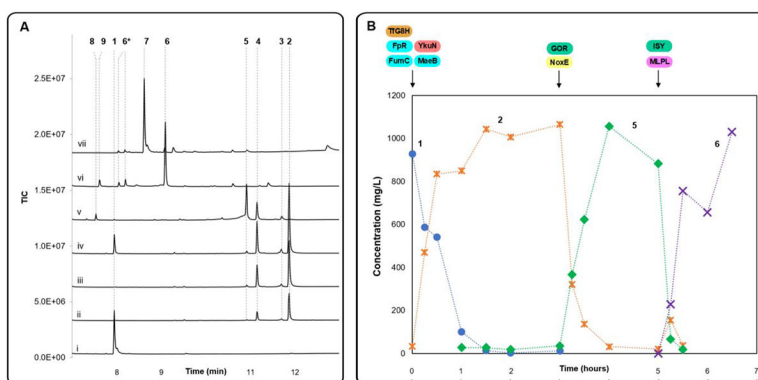 A
8 9 1 6* 7 6 5 4 3 2
2.5E+07
2.0E+07
1.5E+07
1.0E+07
5.0E+06
0.0E+00
TIC
vii
vi
v
iv
iii
ii
i
8 9 11 12
Time (min)
B
TfG8H
FpR YkuN
FumC MaeB
GOR
NoxE
ISY
MLPL
1200
1000
800
600
400
200
0
Concentration (mg/L)
1
2
5
6
0 1 2 3 4 5 6 7
Time (hours)